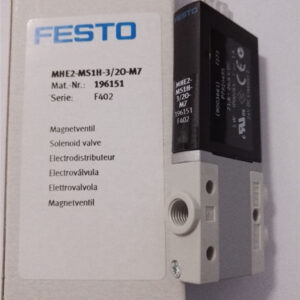 FESTO
MHE2-MS1H-3/2O-M7
Mat.-Nr.: 196151
Serie: F402
Magnetventil
Solenoid valve
Electrodistributeur
Electroválvula
Elettrovalvola
Magnetventil
MHE2-
MS1H-
3/2O-
M7
196151
F402